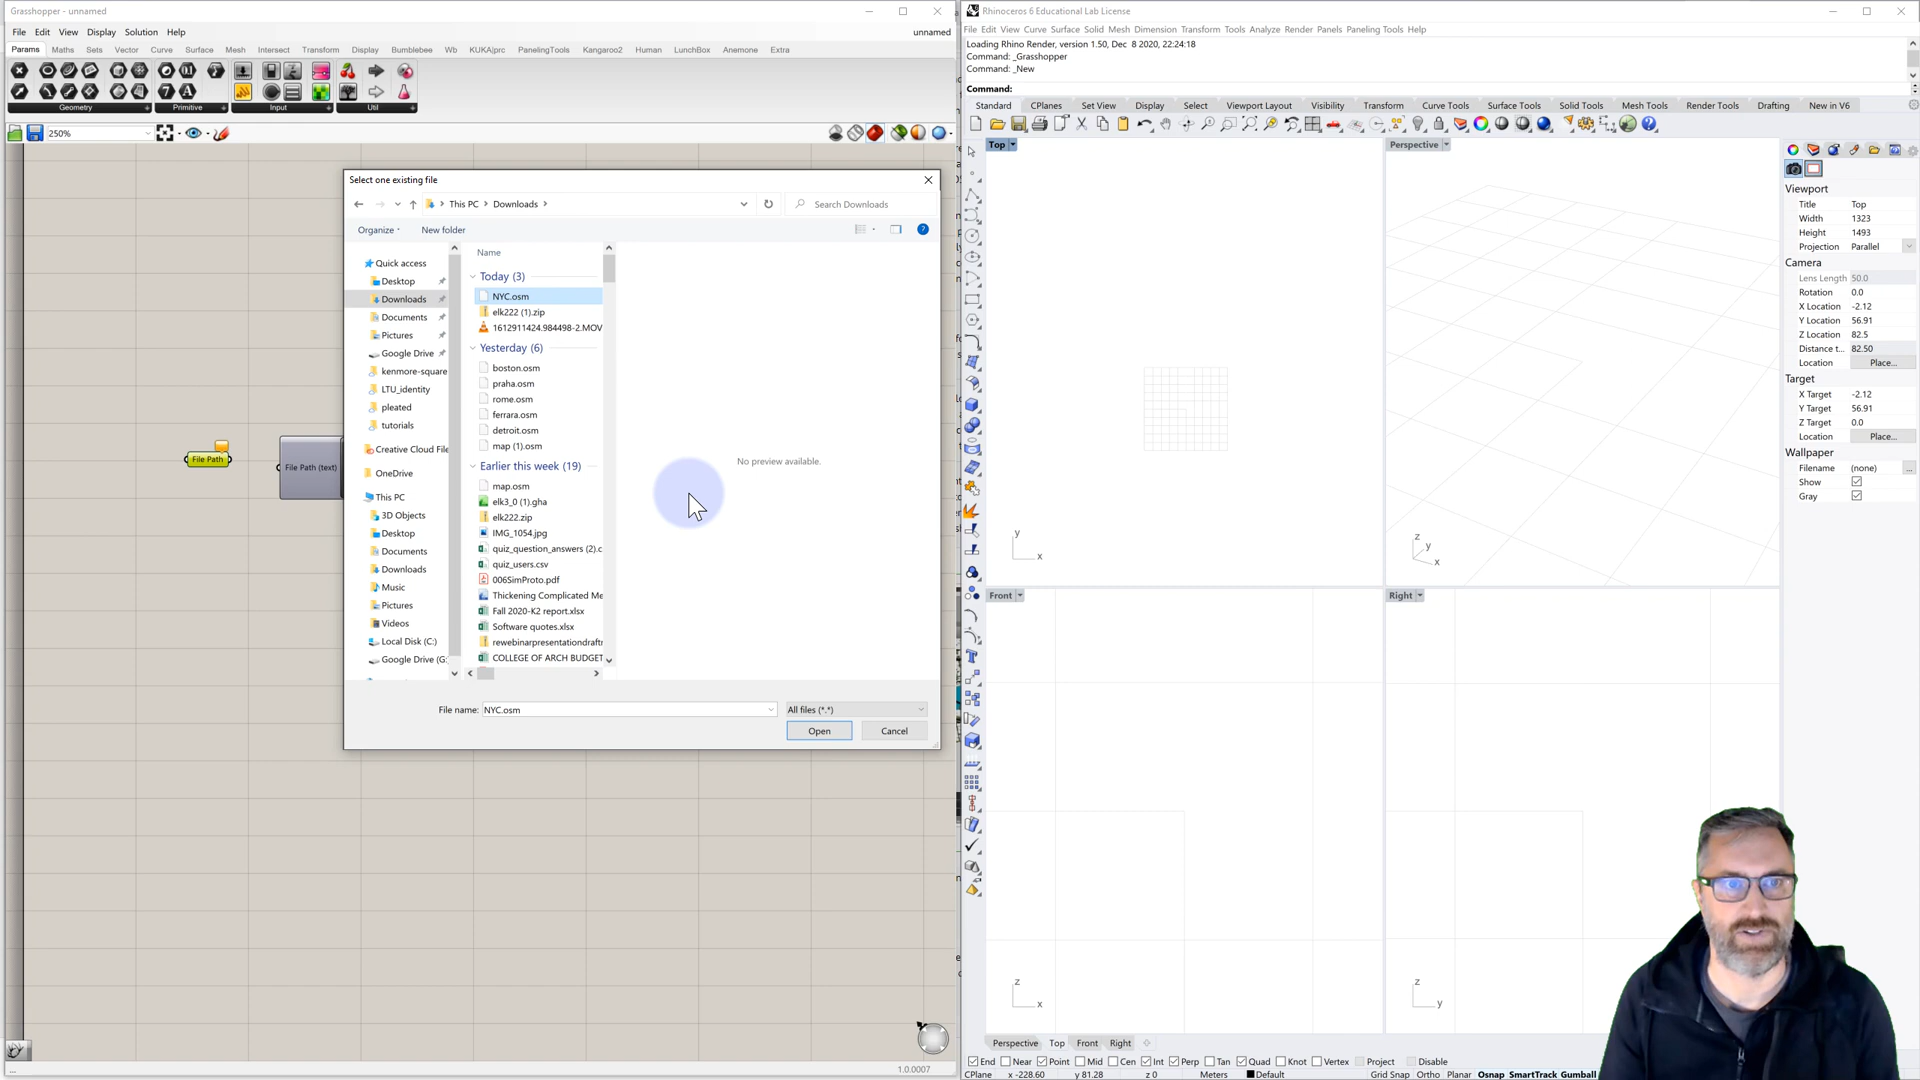 Grasshopper - unnamed
File Edit View Display Solution Help
unnamed
Params Maths Sets Vector Curve Surface Mesh Intersect Transform Display Bumblebee Wb KUKA|prc PanelingTools Kangaroo2 Human LunchBox Anemone Extra
Geometry Primitive Input Util
250%
Select one existing file
This PC Downloads
Search Downloads
Organize New folder
Quick access
Desktop
Downloads
Documents
Pictures
Google Drive
kenmore-square
LTU_identity
pleated
tutorials
Creative Cloud File
OneDrive
This PC
3D Objects
Desktop
Documents
Downloads
Music
Pictures
Videos
Local Disk (C:)
Google Drive (G:
Name
Today (3)
NYC.osm
elk222 (1).zip
1612911424.984498-2.MOV
Yesterday (6)
boston.osm
praha.osm
rome.osm
ferrara.osm
detroit.osm
map (1).osm
Earlier this week (19)
map.osm
elk3_0 (1).gha
elk222.zip
IMG_1054.jpg
quiz_question_answers (2).c
quiz_users.csv
006SimProto.pdf
Thickening Complicated Me
Fall 2020-K2 report.xlsx
Software quotes.xlsx
rewebinarpresentationdraft
COLLEGE OF ARCH BUDGET
No preview available.
File name: NYC.osm
All files (*.*)
Open Cancel
File Path
File Path (text)
1.0.0007
Rhinoceros 6 Educational Lab License
File Edit View Curve Surface Solid Mesh Dimension Transform Tools Analyze Render Panels Paneling Tools Help
Loading Rhino Render, version 1.50, Dec 8 2020, 22:24:18
Command: _Grasshopper
Command: _New
Command:
Standard CPlanes Set View Display Select Viewport Layout Visibility Transform Curve Tools Surface Tools Solid Tools Mesh Tools Render Tools Drafting New in V6
Top
y
x
Perspective
z
y
x
Front
z
x
Right
z
y
Viewport
Title Top
Width 1323
Height 1493
Projection Parallel
Camera
Lens Length 50.0
Rotation 0.0
X Location -2.12
Y Location 56.91
Z Location 82.5
Distance t... 82.50
Location Place...
Target
X Target -2.12
Y Target 56.91
Z Target 0.0
Location Place...
Wallpaper
Filename (none) ...
Show
Gray
Perspective Top Front Right
End Near Point Mid Cen Int Perp Tan Quad Knot Vertex Project Disable
CPlane x -228.60 y 81.28 z 0 Meters Default Grid Snap Ortho Planar Osnap SmartTrack Gumball